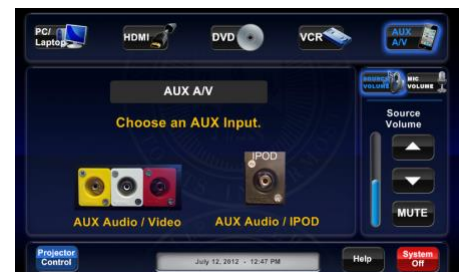 PC/
Laptop
HDMI
DVD
VCR
AUX
A/V
AUX A/V
Choose an AUX Input.
IPOD
AUX Audio / Video
AUX Audio / IPOD
SOURCE
VOLUME
MIC
VOLUME
Source
Volume
MUTE
Projector
Control
July 12, 2012 - 12:47 PM
Help
System
Off